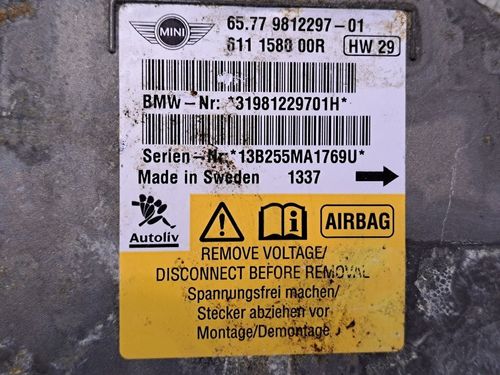 MINI
65.77 9812297-01
611 1580 00R HW 29
BMW-Nr: *31981229701H*
Serien-Nr *13B255MA1769U*
Made in Sweden 1337
Autoliv
AIRBAG
REMOVE VOLTAGE/
DISCONNECT BEFORE REMOVAL
Spannungsfrei machen/
Stecker abziehen vor
Montage/Demontage